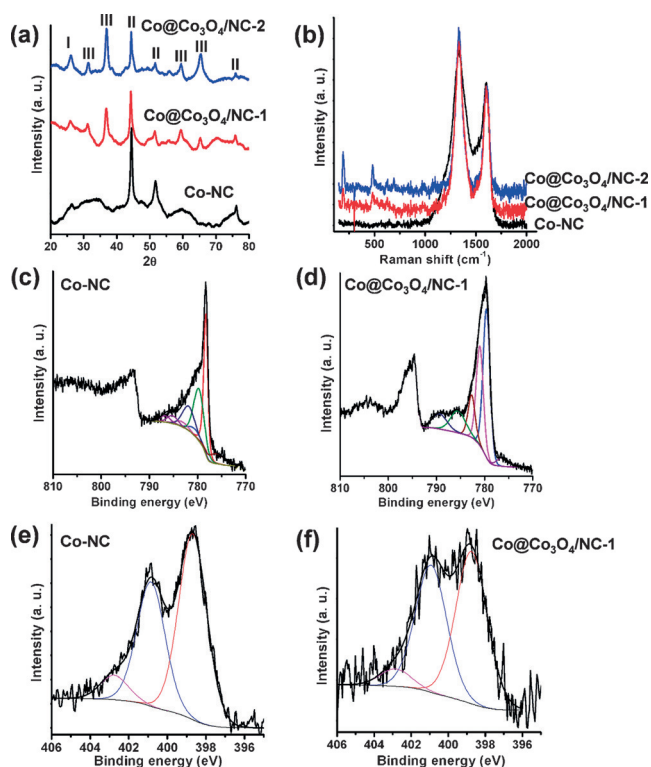 (a)
I III III II Co@Co3O4/NC-2 II III III II
Co@Co3O4/NC-1
Co-NC
Intensity (a. u.)
20 30 40 50 60 70 80
2θ
(b)
Co@Co3O4/NC-2
Co@Co3O4/NC-1
Co-NC
Intensity (a. u.)
500 1000 1500 2000
Raman shift (cm-1)
(c)
Co-NC
Intensity (a. u.)
810 800 790 780 770
Binding energy (eV)
(d)
Co@Co3O4/NC-1
Intensity (a. u.)
810 800 790 780 770
Binding energy (eV)
(e)
Co-NC
Intensity (a. u.)
406 404 402 400 398 396
Binding energy (eV)
(f)
Co@Co3O4/NC-1
Intensity (a. u.)
406 404 402 400 398 396
Binding energy (eV)